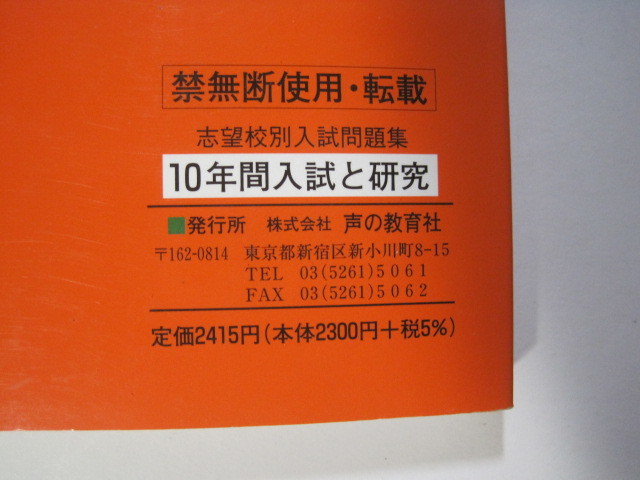 禁無断使用・転載
志望校別入試問題集
10年間入試と研究
■発行所 株式会社 声の教育社
〒162-0814 東京都新宿区新小川町8-15
TEL 03(5261)5061
FAX 03(5261)5062
定価2415円(本体2300円+税5%)